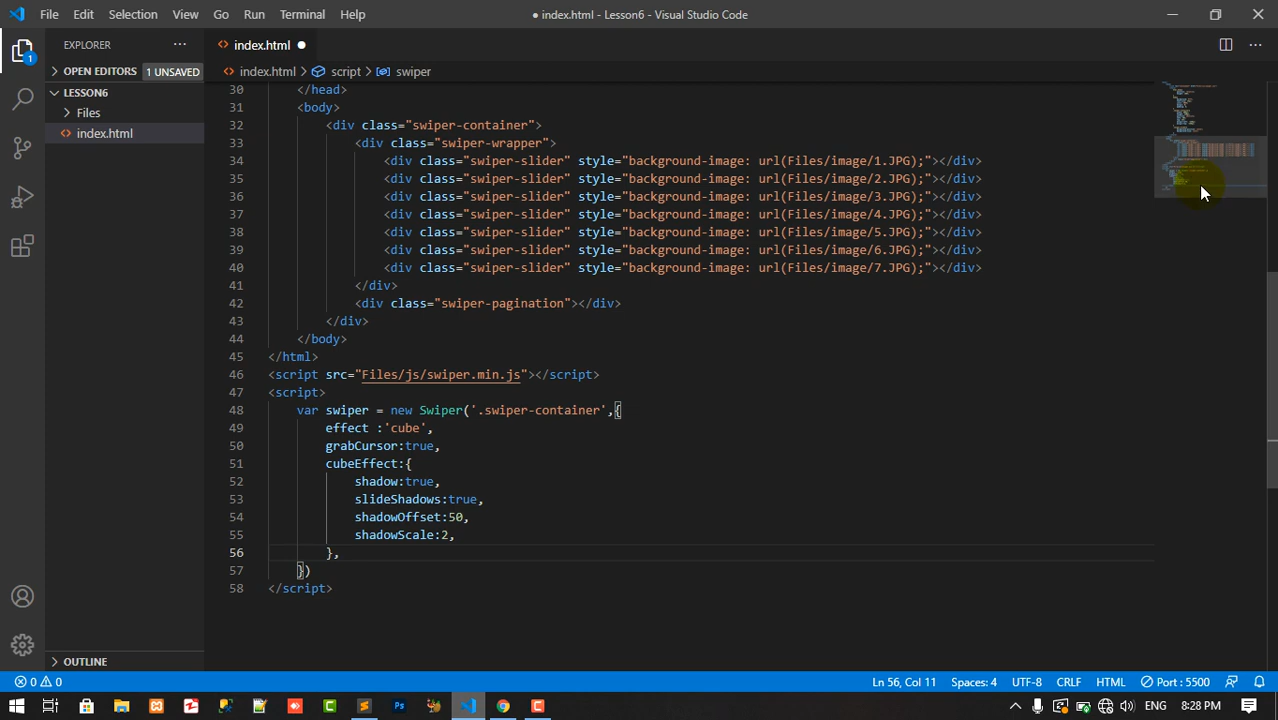 File Edit Selection View Go Run Terminal Help ● index.html - Lesson6 - Visual Studio Code
EXPLORER ··· <> index.html ●
OPEN EDITORS 1 UNSAVED <> index.html > script > swiper
LESSON6
Files
<> index.html
1
30 </head>
31 <body>
32 <div class="swiper-container">
33 <div class="swiper-wrapper">
34 <div class="swiper-slider" style="background-image: url(Files/image/1.JPG);"></div>
35 <div class="swiper-slider" style="background-image: url(Files/image/2.JPG);"></div>
36 <div class="swiper-slider" style="background-image: url(Files/image/3.JPG);"></div>
37 <div class="swiper-slider" style="background-image: url(Files/image/4.JPG);"></div>
38 <div class="swiper-slider" style="background-image: url(Files/image/5.JPG);"></div>
39 <div class="swiper-slider" style="background-image: url(Files/image/6.JPG);"></div>
40 <div class="swiper-slider" style="background-image: url(Files/image/7.JPG);"></div>
41 </div>
42 <div class="swiper-pagination"></div>
43 </div>
44 </body>
45 </html>
46 <script src="Files/js/swiper.min.js"></script>
47 <script>
48 var swiper = new Swiper('.swiper-container',{
49 effect :'cube',
50 grabCursor:true,
51 cubeEffect:{
52 shadow:true,
53 slideShadows:true,
54 shadowOffset:50,
55 shadowScale:2,
56 },
57 })
58 </script>
OUTLINE
0 0 Ln 56, Col 11 Spaces: 4 UTF-8 CRLF HTML Port : 5500
ENG 8:28 PM